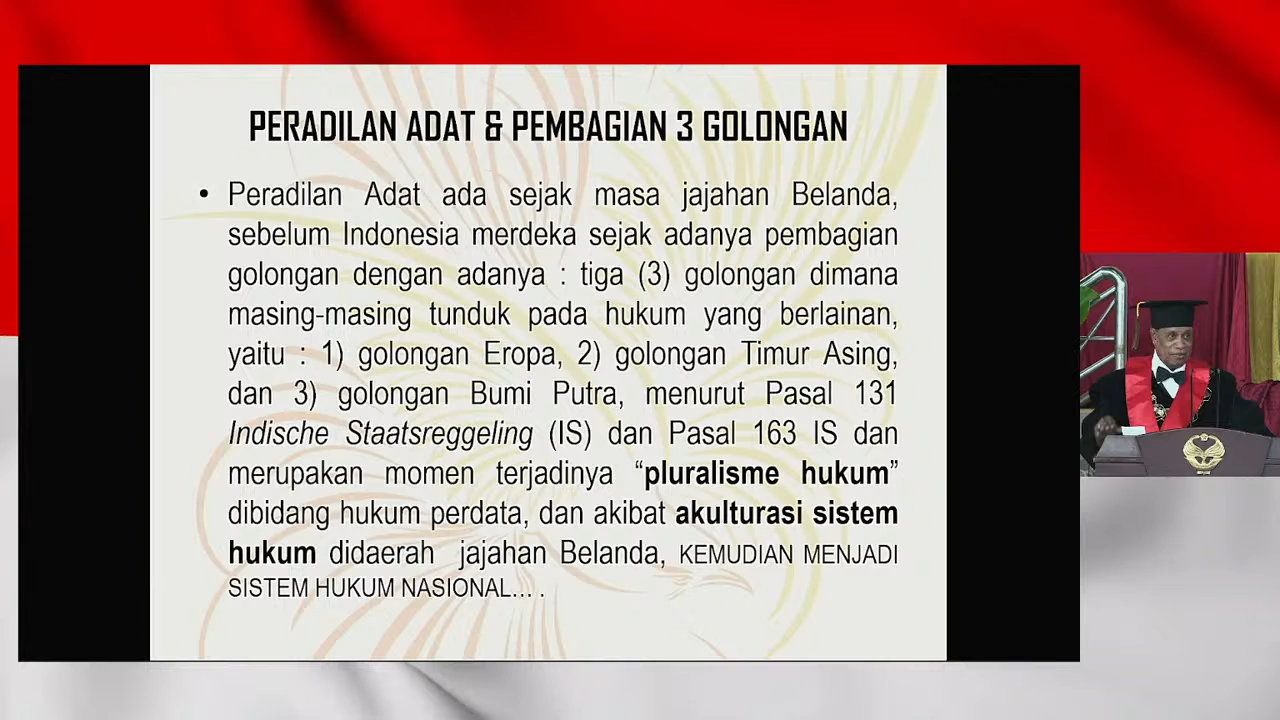 PERADILAN ADAT & PEMBAGIAN 3 GOLONGAN
• Peradilan Adat ada sejak masa jajahan Belanda,
sebelum Indonesia merdeka sejak adanya pembagian
golongan dengan adanya : tiga (3) golongan dimana
masing-masing tunduk pada hukum yang berlainan,
yaitu : 1) golongan Eropa, 2) golongan Timur Asing,
dan 3) golongan Bumi Putra, menurut Pasal 131
Indische Staatsreggeling (IS) dan Pasal 163 IS dan
merupakan momen terjadinya “pluralisme hukum”
dibidang hukum perdata, dan akibat akulturasi sistem
hukum didaerah jajahan Belanda, KEMUDIAN MENJADI
SISTEM HUKUM NASIONAL… .